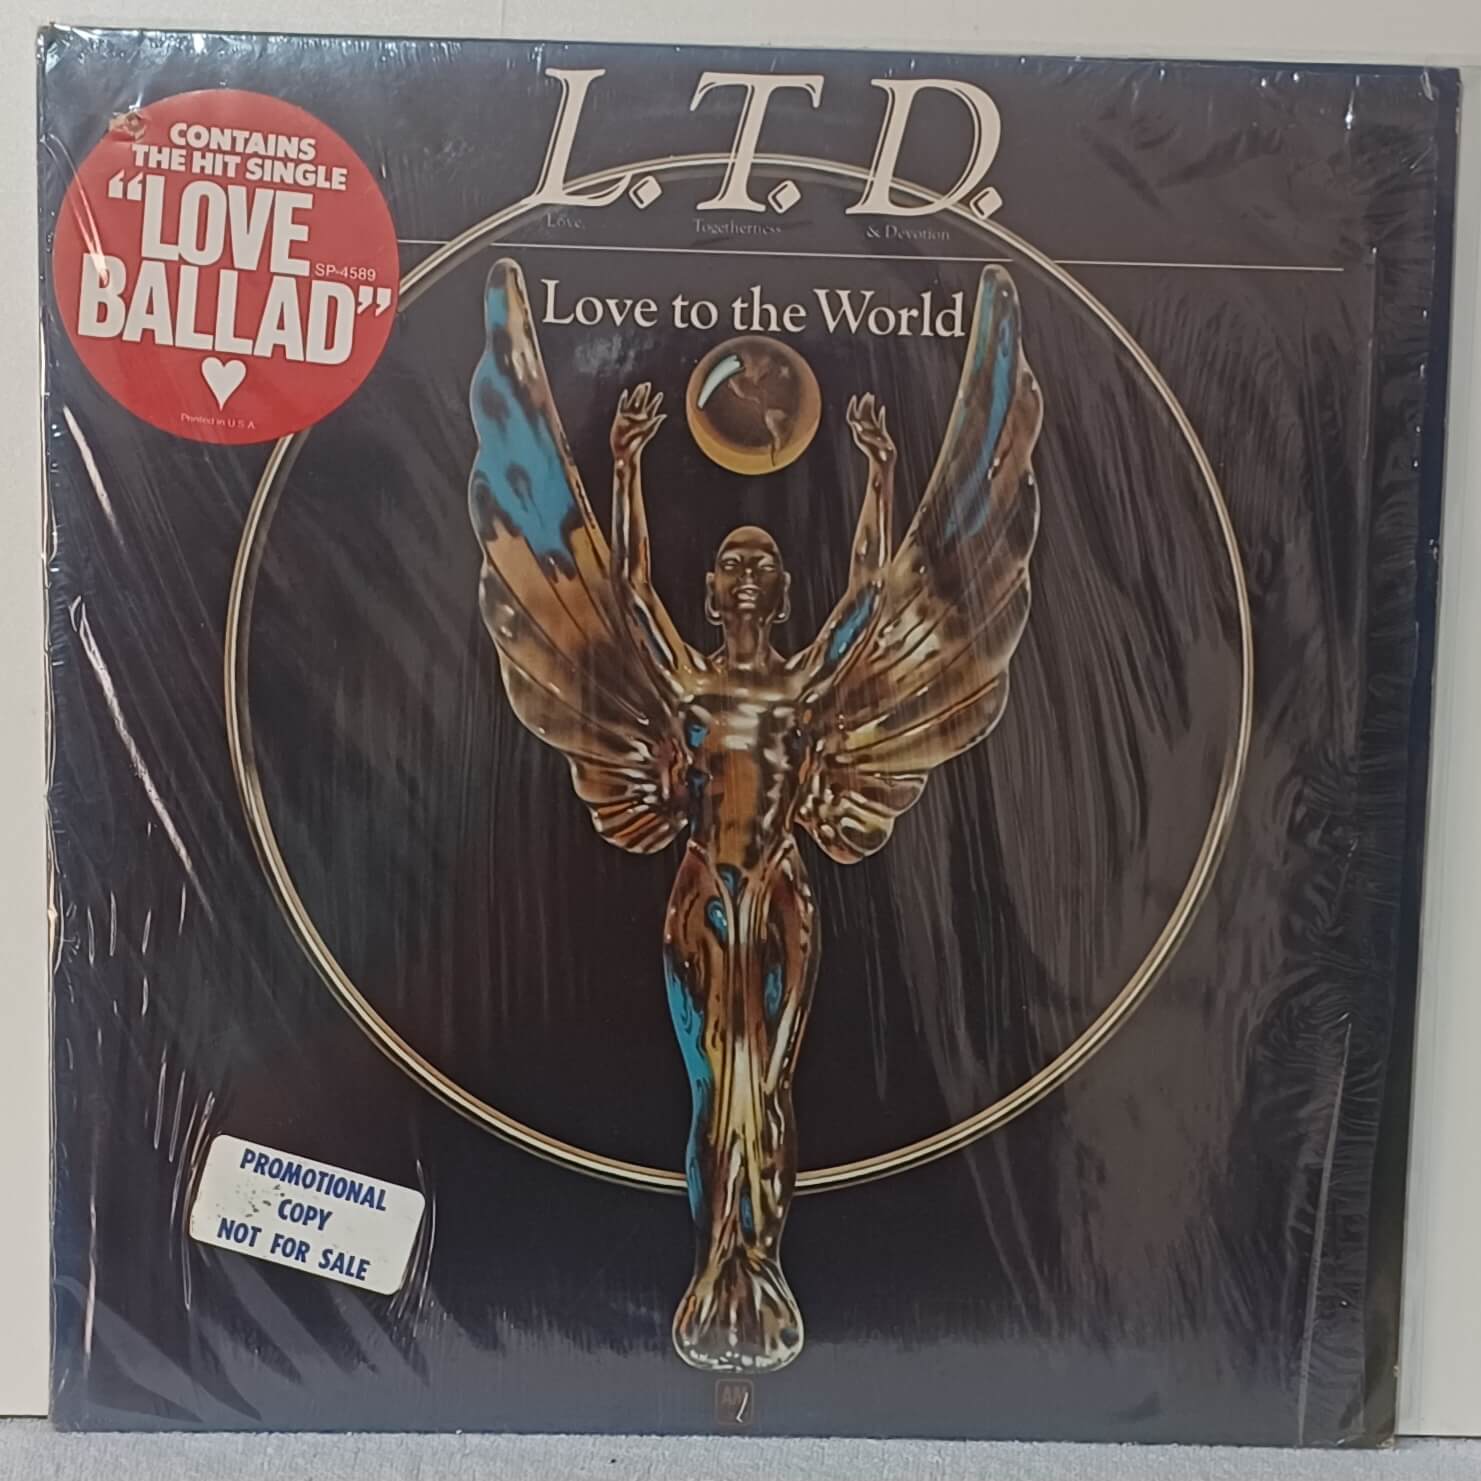 L.T.D.
Love, Togetherness & Devotion
Love to the World
CONTAINS
THE HIT SINGLE
“LOVE
SP-4589
BALLAD”
Printed in U.S.A.
PROMOTIONAL
COPY
NOT FOR SALE
AM